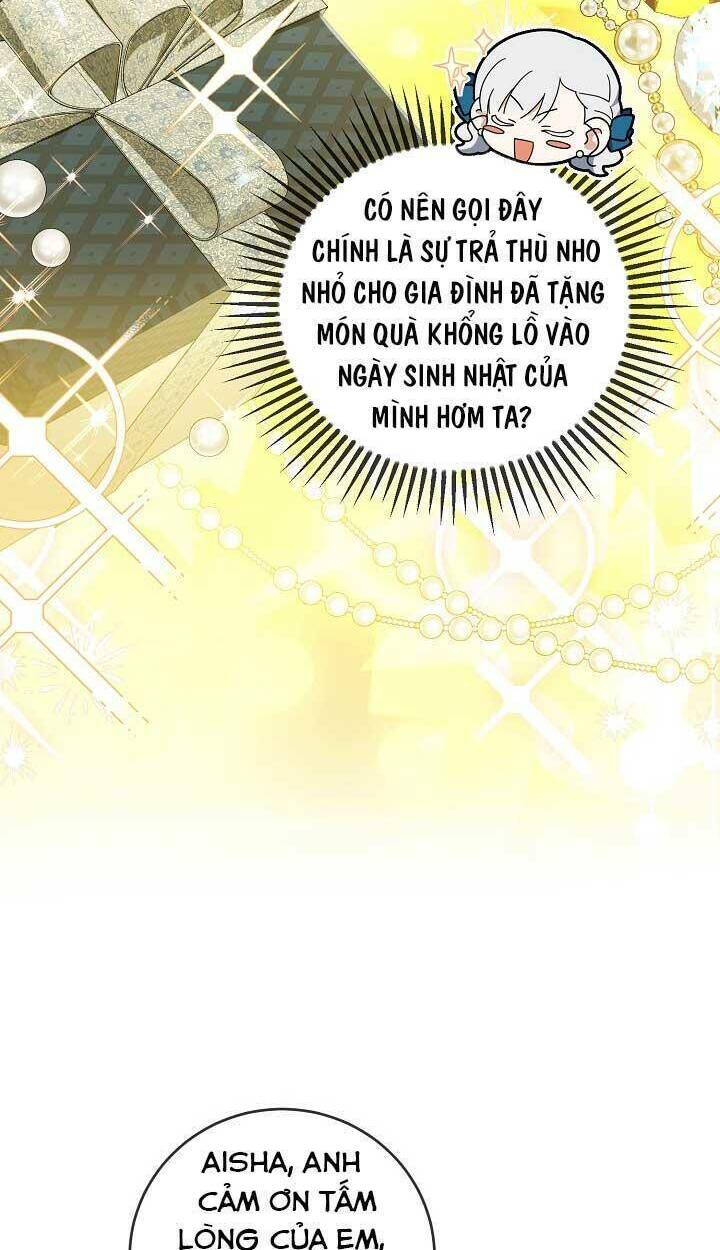 CÓ NÊN GỌI ĐÂY
CHÍNH LÀ SỰ TRẢ THÙ NHO
NHỎ CHO GIA ĐÌNH ĐÃ TẶNG
MÓN QUÀ KHỔNG LỒ VÀO
NGÀY SINH NHẬT CỦA
MÌNH HƠM TA?
AISHA, ANH
CẢM ƠN TẤM
LÒNG CỦA EM,